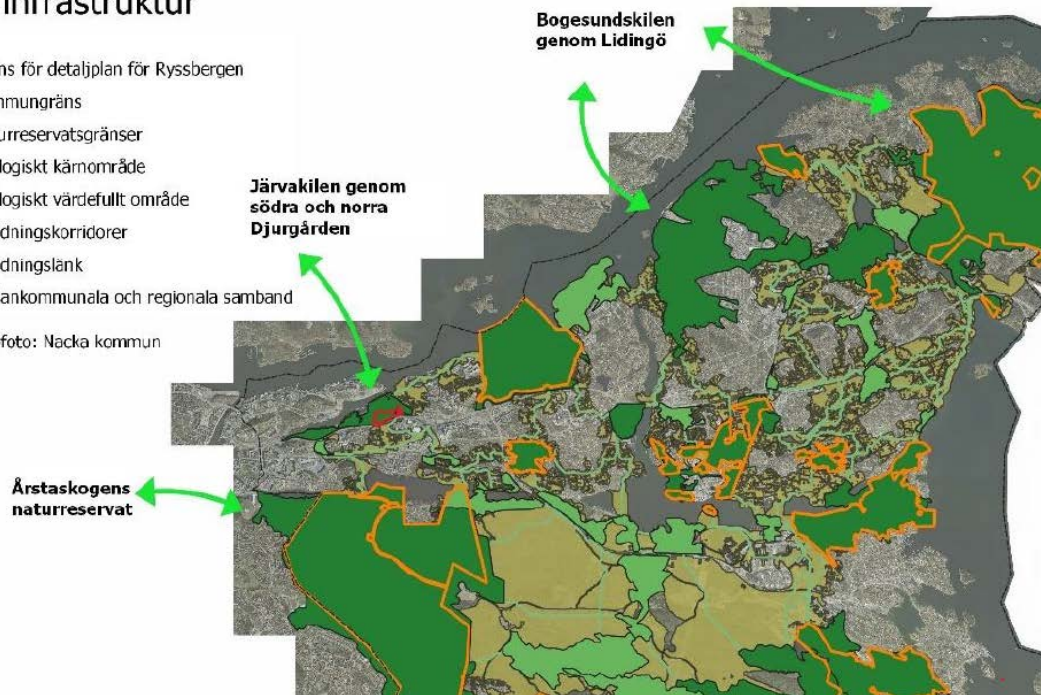 infrastruktur
ns för detaljplan för Ryssbergen
nmungräns
urreservatsgränser
logiskt kärnområde
logiskt värdefullt område
dningskorridorer
dningslänk
ankommunala och regionala samband
foto: Nacka kommun
Bogesundskilen
genom Lidingö
Järvakilen genom
södra och norra
Djurgården
Årstaskogens
naturreservat